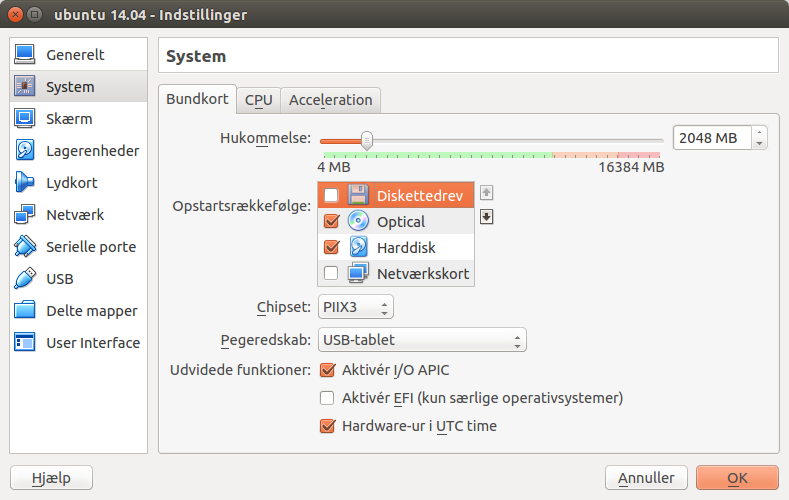 ubuntu 14.04 - Indstillinger
Generelt
System
Skærm
Lagerenheder
Lydkort
Netværk
Serielle porte
USB
Delte mapper
User Interface
System
Bundkort CPU Acceleration
Hukommelse: 2048 MB
4 MB 16384 MB
Opstartsrækkefølge:
Diskettedrev
Optical
Harddisk
Netværkskort
Chipset: PIIX3
Pegeredskab: USB-tablet
Udvidede funktioner: Aktivér I/O APIC
Aktivér EFI (kun særlige operativsystemer)
Hardware-ur i UTC time
Hjælp Annuller OK